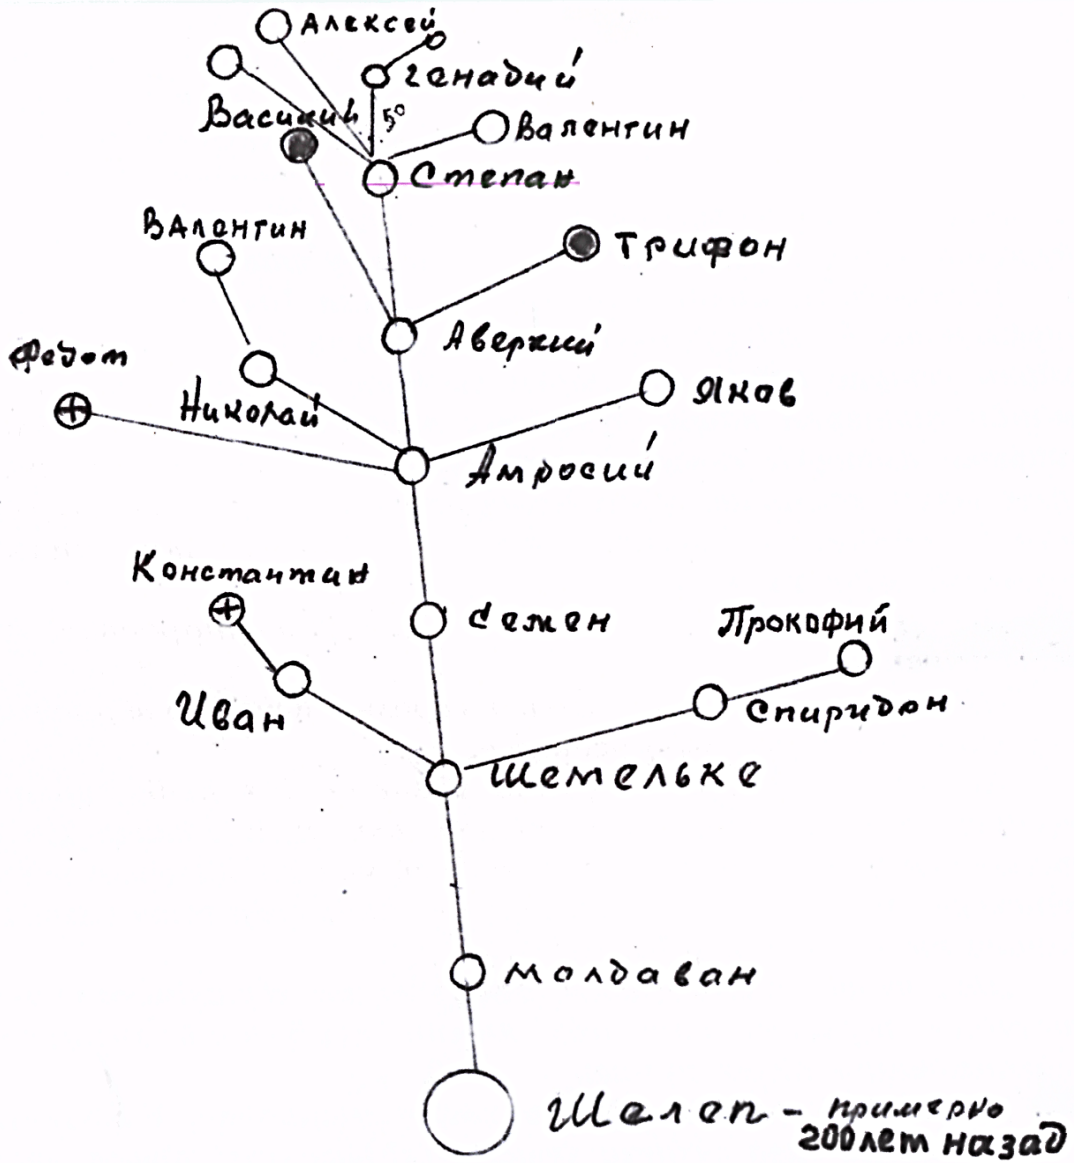 Алексей
Генадий
Василий
5°
Валентин
Степан
Валентин
Трифон
Аверкий
Федот
Николай
Яков
Амросий
Константин
Семен
Прокофий
Иван
Спиридон
Шемельке
Молдаван
Шелеп - примерно
200 лет назад